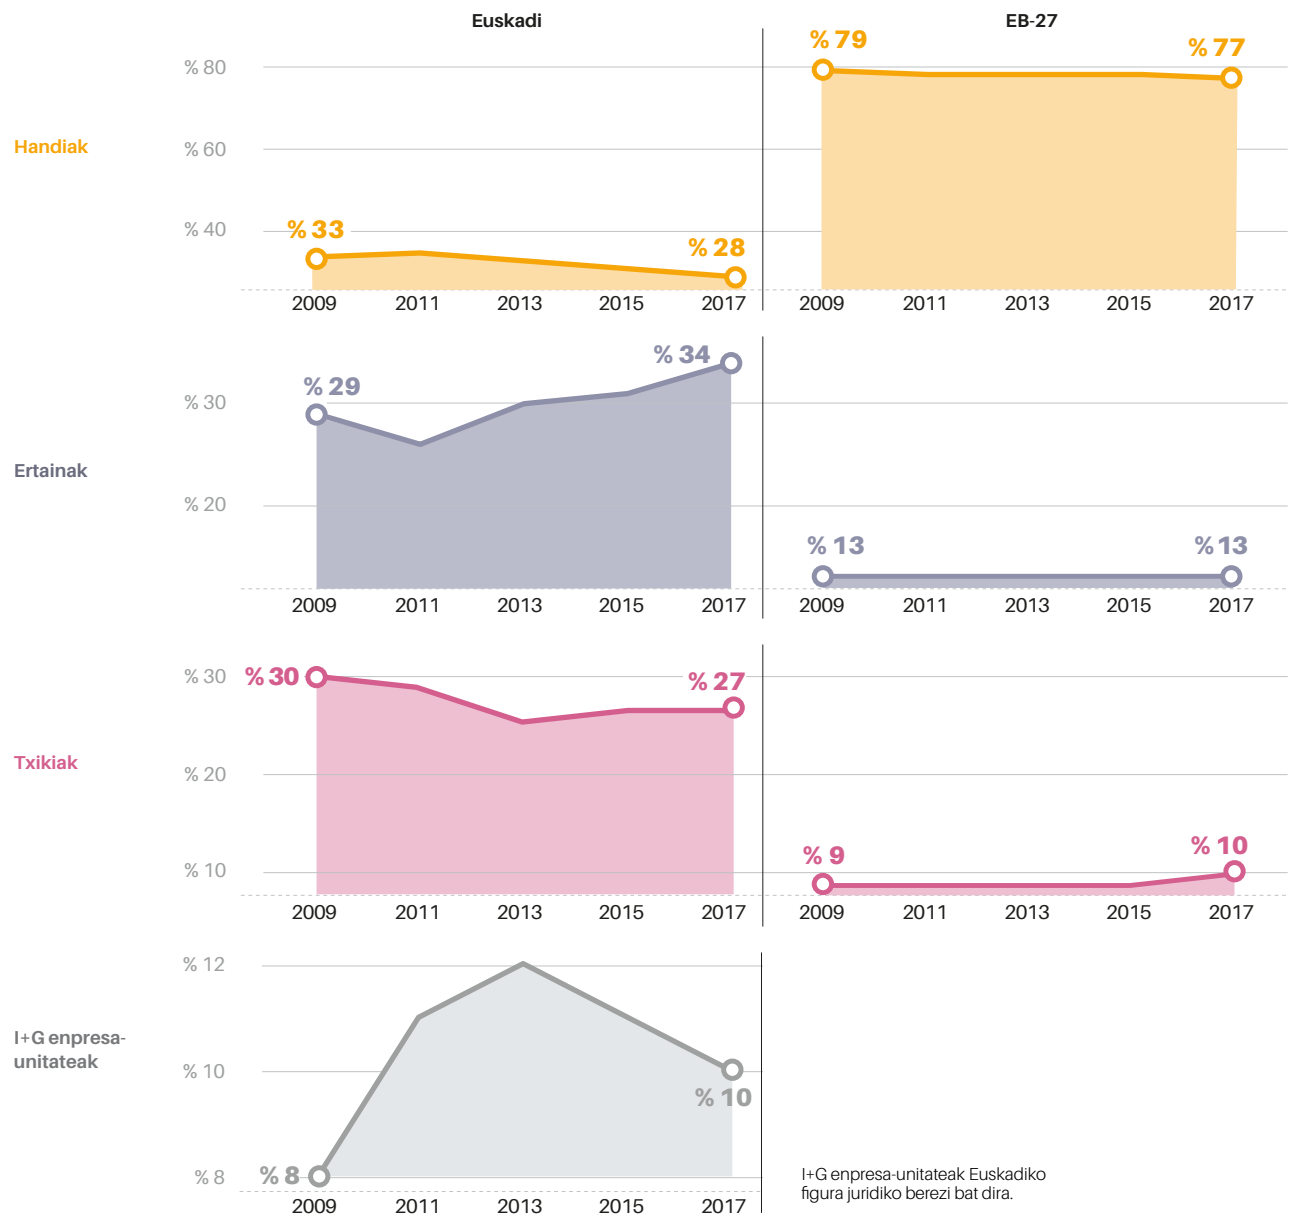 Euskadi
EB-27
Handiak
% 80
% 60
% 40
% 33
% 28
% 79
% 77
2009 2011 2013 2015 2017
2009 2011 2013 2015 2017
Ertainak
% 30
% 20
% 29
% 34
% 13
% 13
2009 2011 2013 2015 2017
2009 2011 2013 2015 2017
Txikiak
% 30
% 20
% 10
% 30
% 27
% 9
% 10
2009 2011 2013 2015 2017
2009 2011 2013 2015 2017
I+G enpresa-
unitateak
% 12
% 10
% 8
% 8
% 10
2009 2011 2013 2015 2017
I+G enpresa-unitateak Euskadiko
figura juridiko berezi bat dira.